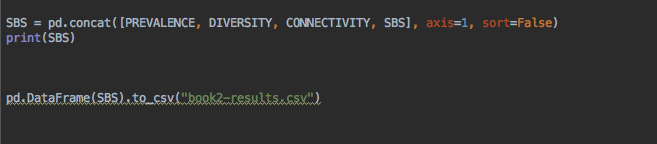 SBS = pd.concat([PREVALENCE, DIVERSITY, CONNECTIVITY, SBS], axis=1, sort=False)
print(SBS)
pd.DataFrame(SBS).to_csv("book2-results.csv")